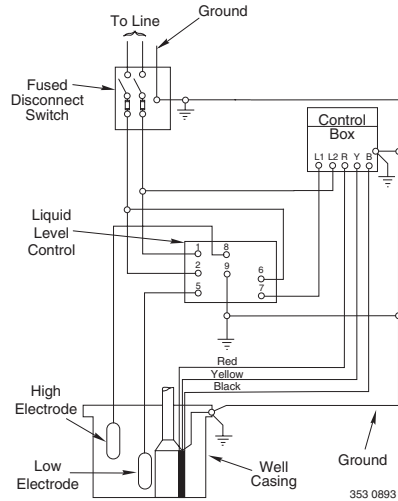 To Line
Ground
Fused
Disconnect
Switch
Control
Box
L1 L2 R Y B
Liquid
Level
Control
1
8
2
9
6
5
7
Red
Yellow
Black
High
Electrode
Low
Electrode
Well
Casing
Ground
353 0893